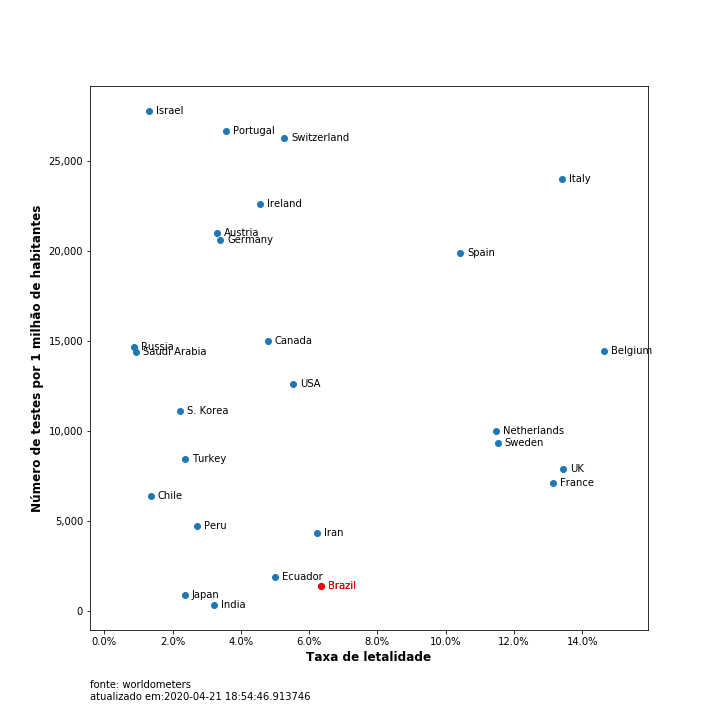 Israel
Portugal
Switzerland
Italy
Ireland
Austria
Germany
Spain
Canada
Russia
Saudi Arabia
Belgium
USA
S. Korea
Netherlands
Sweden
Turkey
UK
France
Chile
Peru
Iran
Ecuador
Brazil
Japan
India
25,000
20,000
15,000
10,000
5,000
0
Número de testes por 1 milhão de habitantes
0.0% 2.0% 4.0% 6.0% 8.0% 10.0% 12.0% 14.0%
Taxa de letalidade
fonte: worldometers
atualizado em:2020-04-21 18:54:46.913746